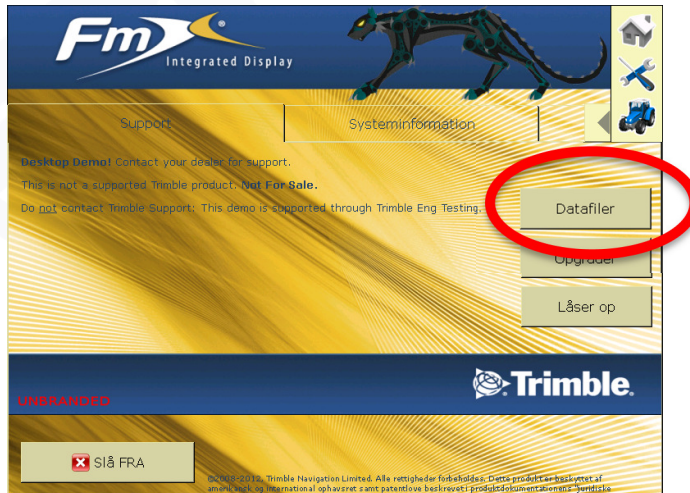 Fmx
Integrated Display
Support
Systeminformation
Desktop Demo! Contact your dealer for support.
This is not a supported Trimble product. Not For Sale.
Do not contact Trimble Support: This demo is supported through Trimble Eng Testing.
Datafiler
Opgrader
Låser op
Trimble.
UNBRANDED
Slå FRA
©2008-2012, Trimble Navigation Limited. Alle rettigheder forbeholdes. Dette produkt er beskyttet af
amerikansk og international ophavsret samt patentlove beskrevet i produktdokumentationens "juridiske